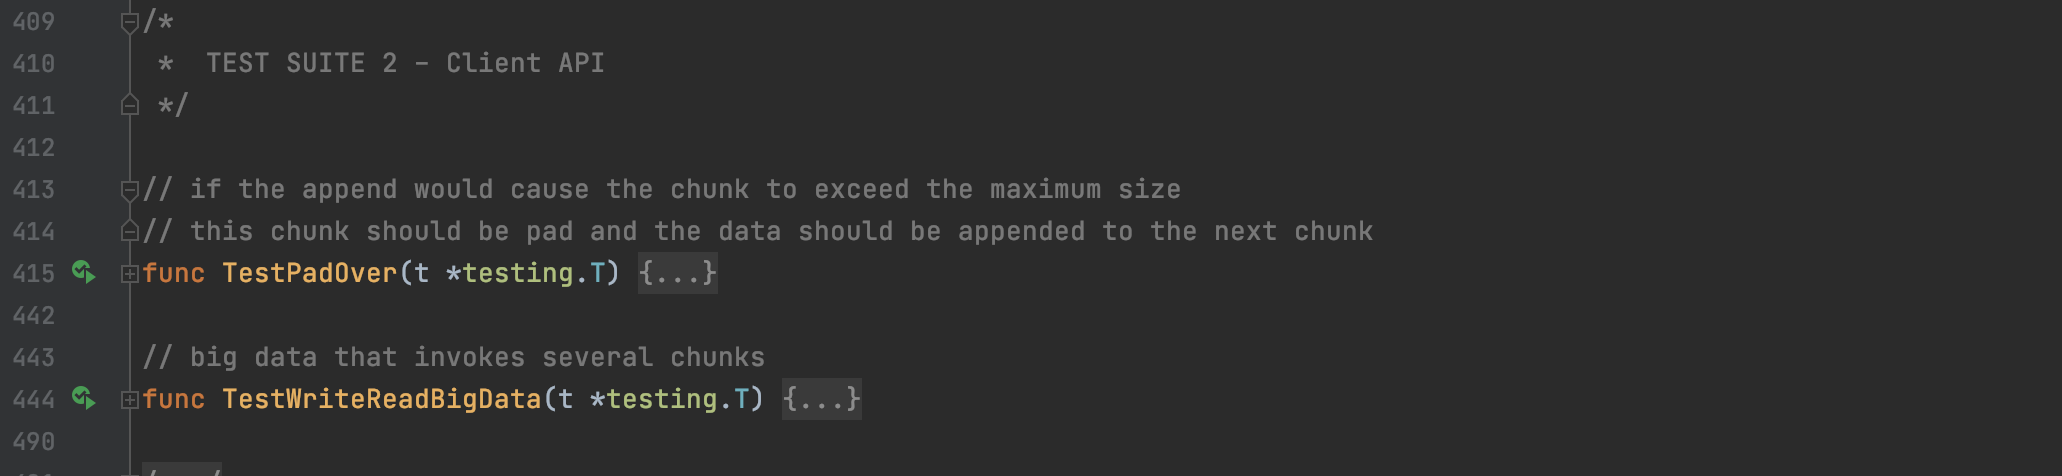 409 /*
410 * TEST SUITE 2 - Client API
411 */
412
413 // if the append would cause the chunk to exceed the maximum size
414 // this chunk should be pad and the data should be appended to the next chunk
415 func TestPadOver(t *testing.T) {...}
442
443 // big data that invokes several chunks
444 func TestWriteReadBigData(t *testing.T) {...}
490